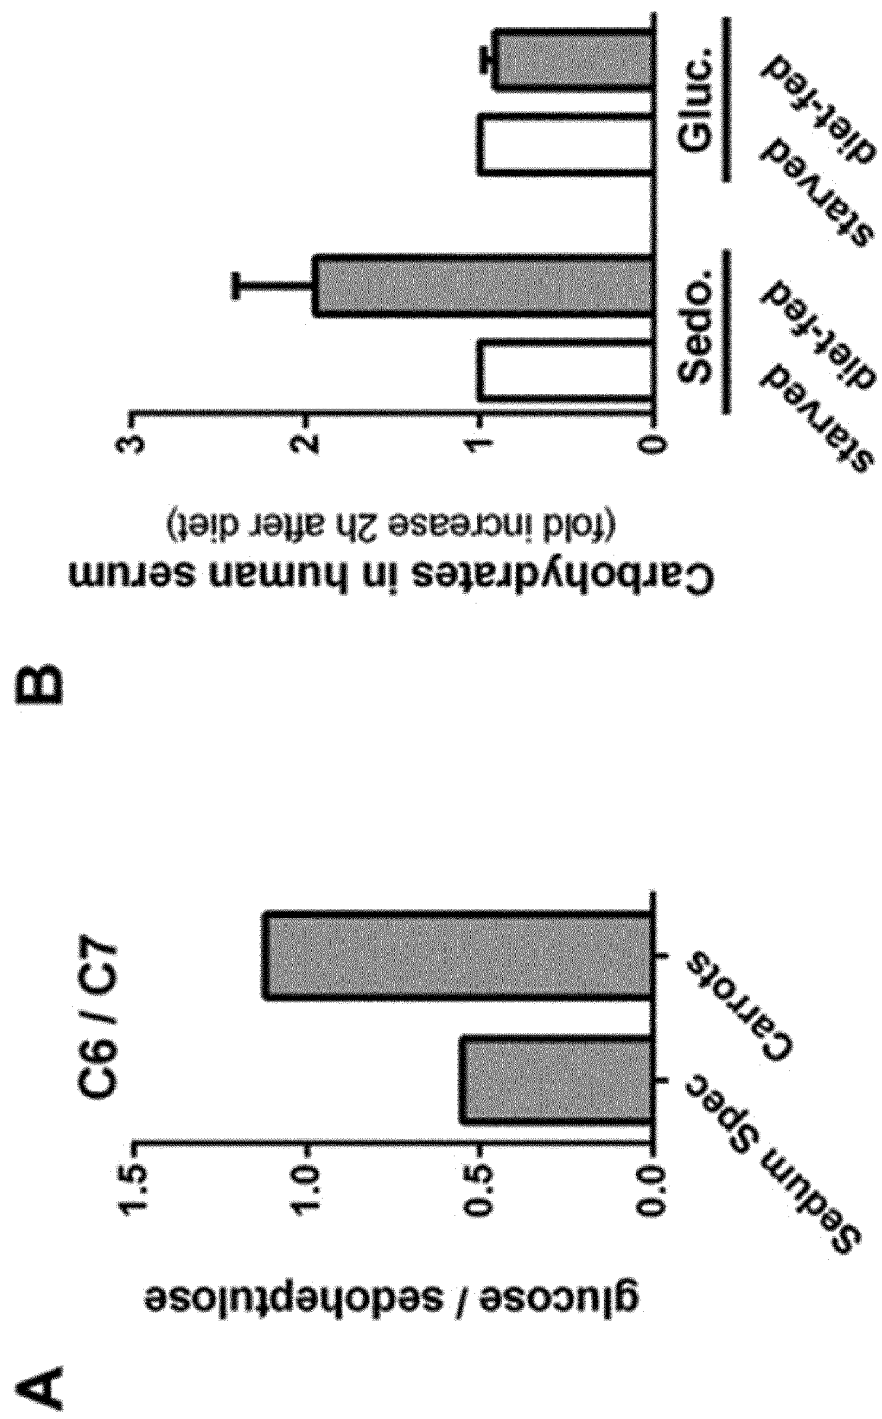 A
C6 / C7
glucose / sedoheptulose
1.5
1.0
0.5
0.0
Sedum Spec
Carrots
B
Carbohydrates in human serum
(fold increase 2h after diet)
3
2
1
0
Sedo.
Gluc.
starved
diet-fed
starved
diet-fed